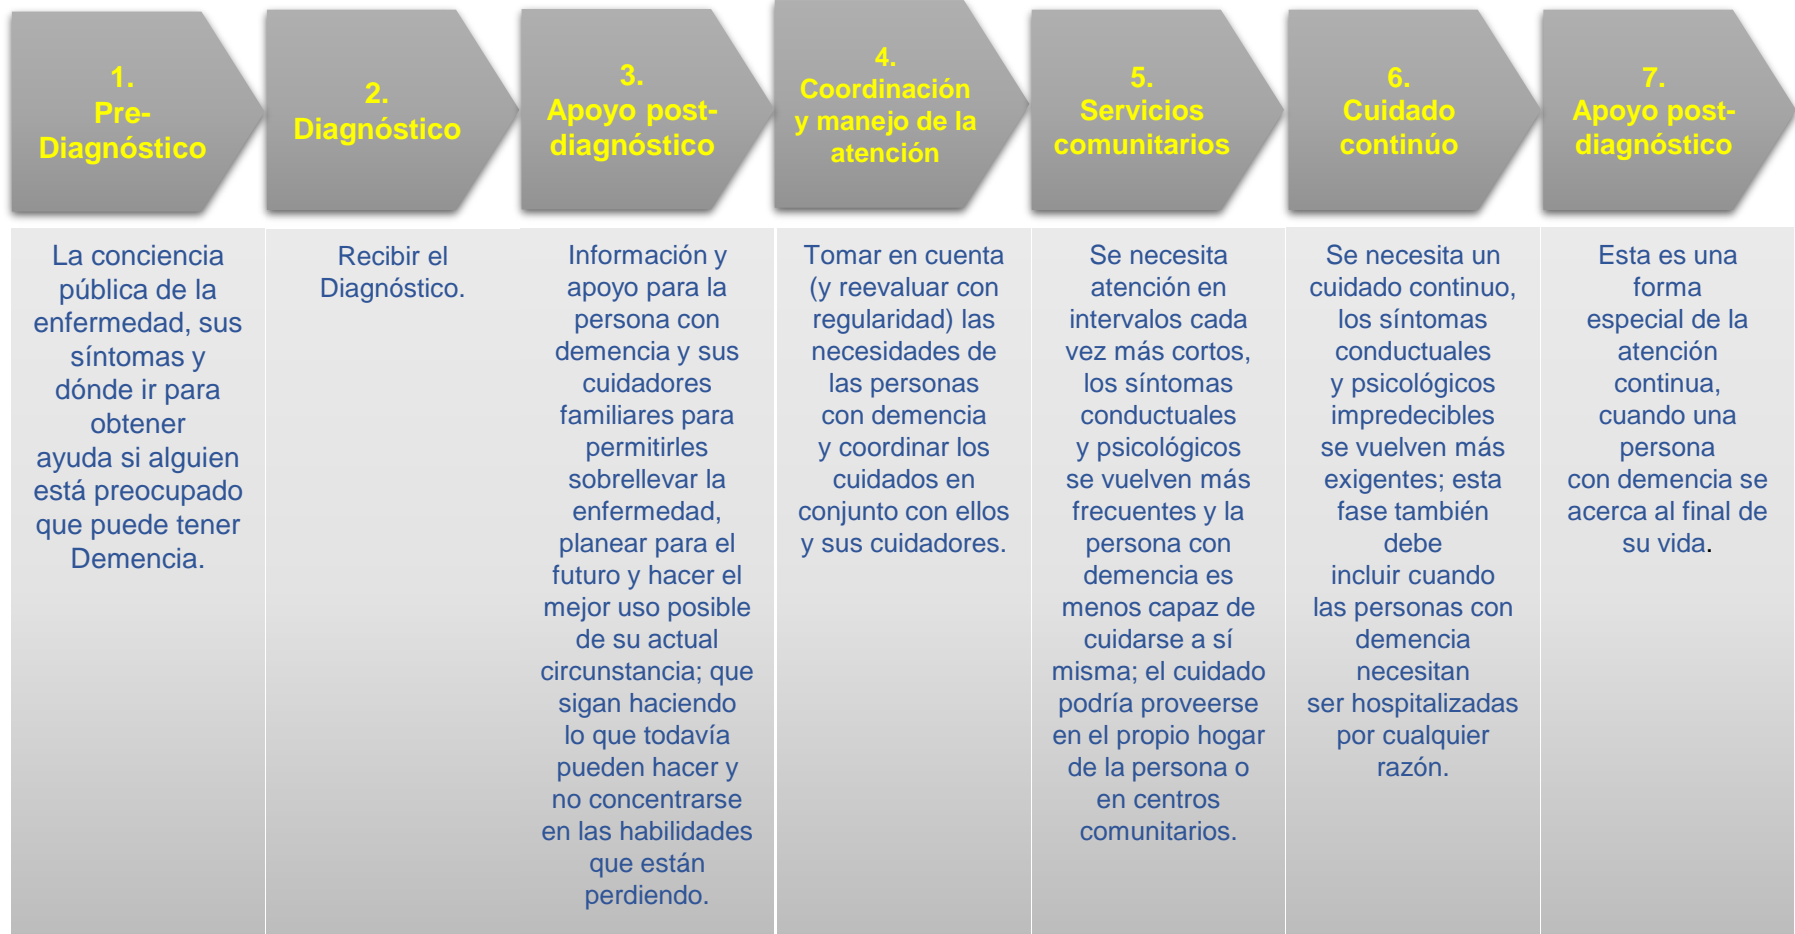 1.
Pre-
Diagnóstico
2.
Diagnóstico
3.
Apoyo post-
diagnóstico
4.
Coordinación
y manejo de la
atención
5.
Servicios
comunitarios
6.
Cuidado
continúo
7.
Apoyo post-
diagnóstico
La conciencia
pública de la
enfermedad, sus
síntomas y
dónde ir para
obtener
ayuda si alguien
está preocupado
que puede tener
Demencia.
Recibir el
Diagnóstico.
Información y
apoyo para la
persona con
demencia y sus
cuidadores
familiares para
permitirles
sobrellevar la
enfermedad,
planear para el
futuro y hacer el
mejor uso posible
de su actual
circunstancia; que
sigan haciendo
lo que todavía
pueden hacer y
no concentrarse
en las habilidades
que están
perdiendo.
Tomar en cuenta
(y reevaluar con
regularidad) las
necesidades de
las personas
con demencia
y coordinar los
cuidados en
conjunto con ellos
y sus cuidadores.
Se necesita
atención en
intervalos cada
vez más cortos,
los síntomas
conductuales
y psicológicos
se vuelven más
frecuentes y la
persona con
demencia es
menos capaz de
cuidarse a sí
misma; el cuidado
podría proveerse
en el propio hogar
de la persona o
en centros
comunitarios.
Se necesita un
cuidado continuo,
los síntomas
conductuales
y psicológicos
impredecibles
se vuelven más
exigentes; esta
fase también
debe
incluir cuando
las personas con
demencia
necesitan
ser hospitalizadas
por cualquier
razón.
Esta es una
forma
especial de la
atención
continua,
cuando una
persona
con demencia se
acerca al final de
su vida.